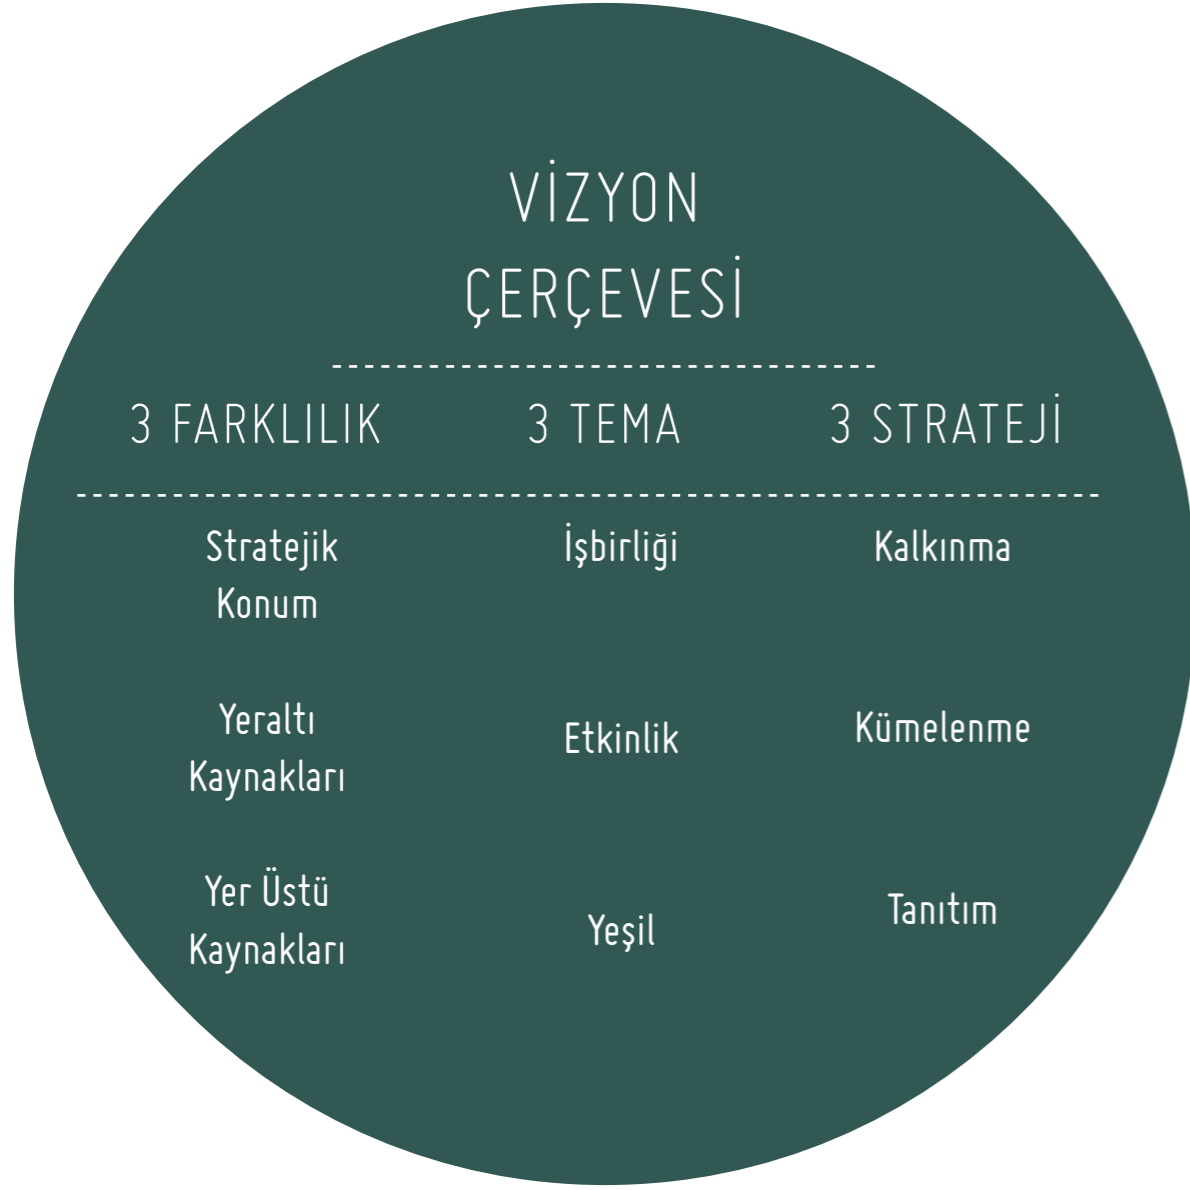 VİZYON
ÇERÇEVESİ
3 FARKLILIK 3 TEMA 3 STRATEJİ
Stratejik
Konum
İşbirliği
Kalkınma
Yeraltı
Kaynakları
Etkinlik
Kümelenme
Yer Üstü
Kaynakları
Yeşil
Tanıtım